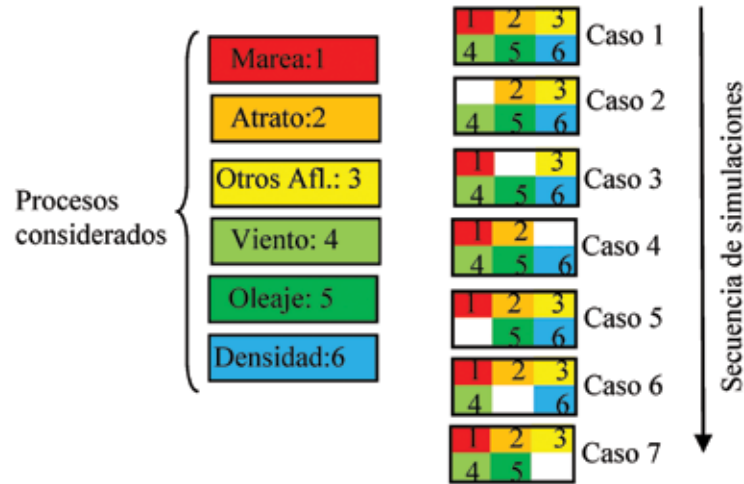 Procesos
considerados
Marea:1
Atrato:2
Otros Afl.: 3
Viento: 4
Oleaje: 5
Densidad:6
1 2 3
4 5 6
Caso 1
2 3
4 5 6
Caso 2
1 3
4 5 6
Caso 3
1 2
4 5 6
Caso 4
1 2 3
5 6
Caso 5
1 2 3
4 6
Caso 6
1 2 3
4 5
Caso 7
Secuencia de simulaciones